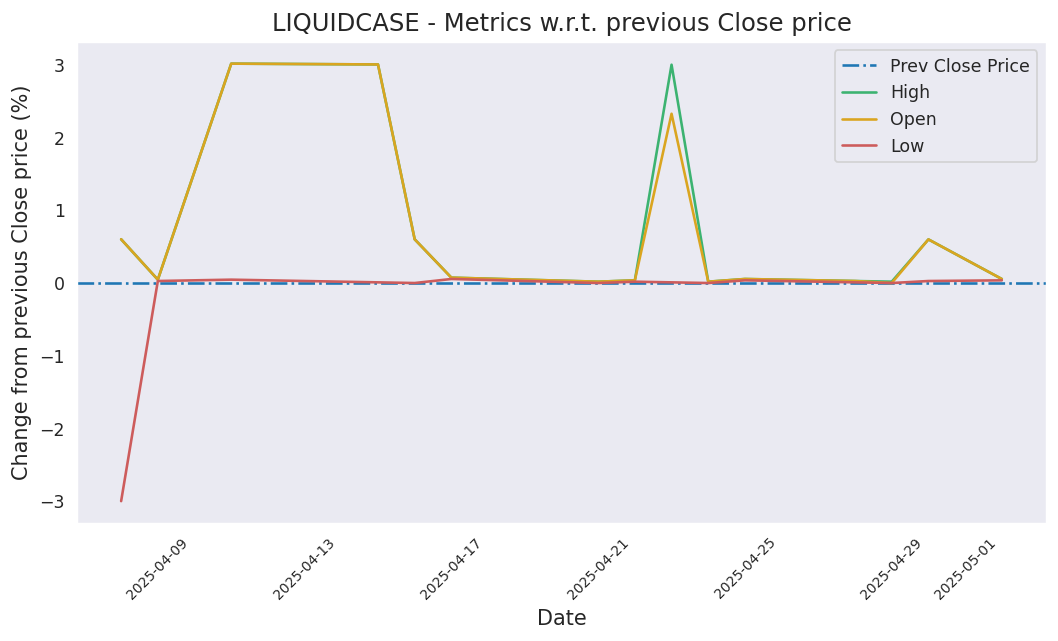 LIQUIDCASE - Metrics w.r.t. previous Close price
Change from previous Close price (%)
3
2
1
0
−1
−2
−3
Prev Close Price
High
Open
Low
2025-04-09
2025-04-13
2025-04-17
2025-04-21
2025-04-25
2025-04-29
2025-05-01
Date